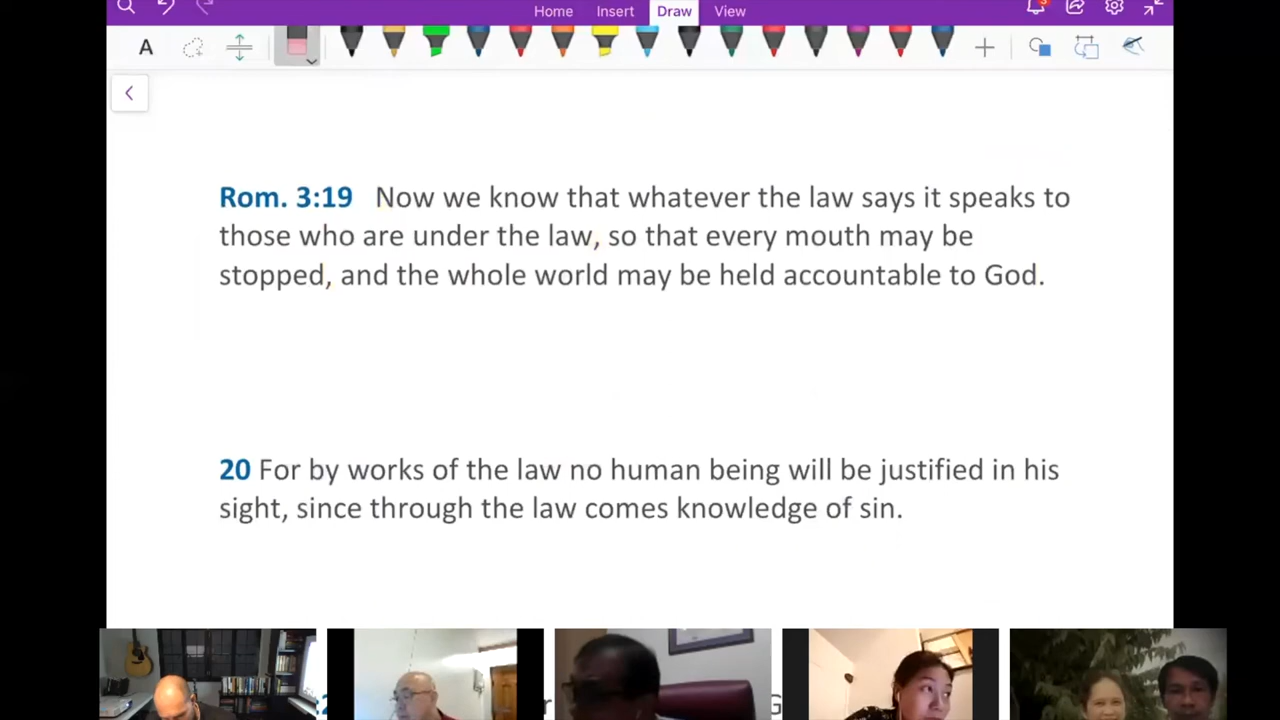 Home Insert Draw View
A
Rom. 3:19 Now we know that whatever the law says it speaks to
those who are under the law, so that every mouth may be
stopped, and the whole world may be held accountable to God.
20 For by works of the law no human being will be justified in his
sight, since through the law comes knowledge of sin.